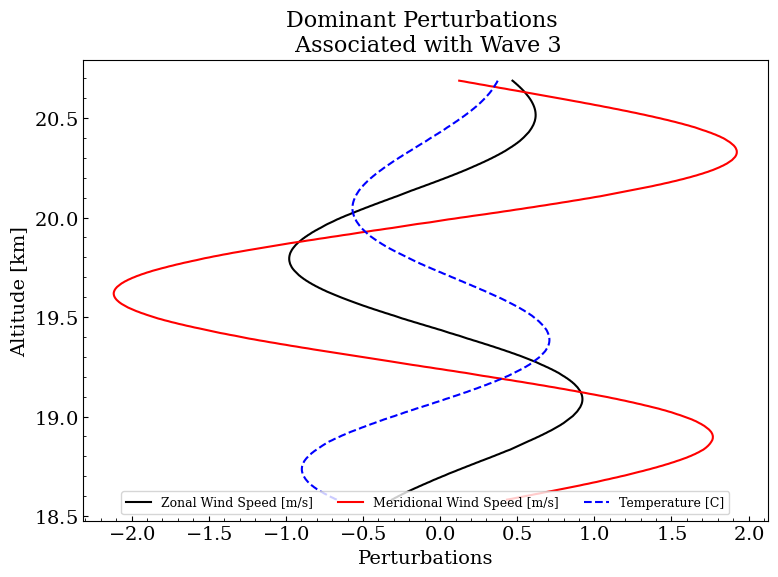 Dominant Perturbations
Associated with Wave 3
Altitude [km]
20.5
20.0
19.5
19.0
18.5
Zonal Wind Speed [m/s] Meridional Wind Speed [m/s] Temperature [C]
−2.0 −1.5 −1.0 −0.5 0.0 0.5 1.0 1.5 2.0
Perturbations